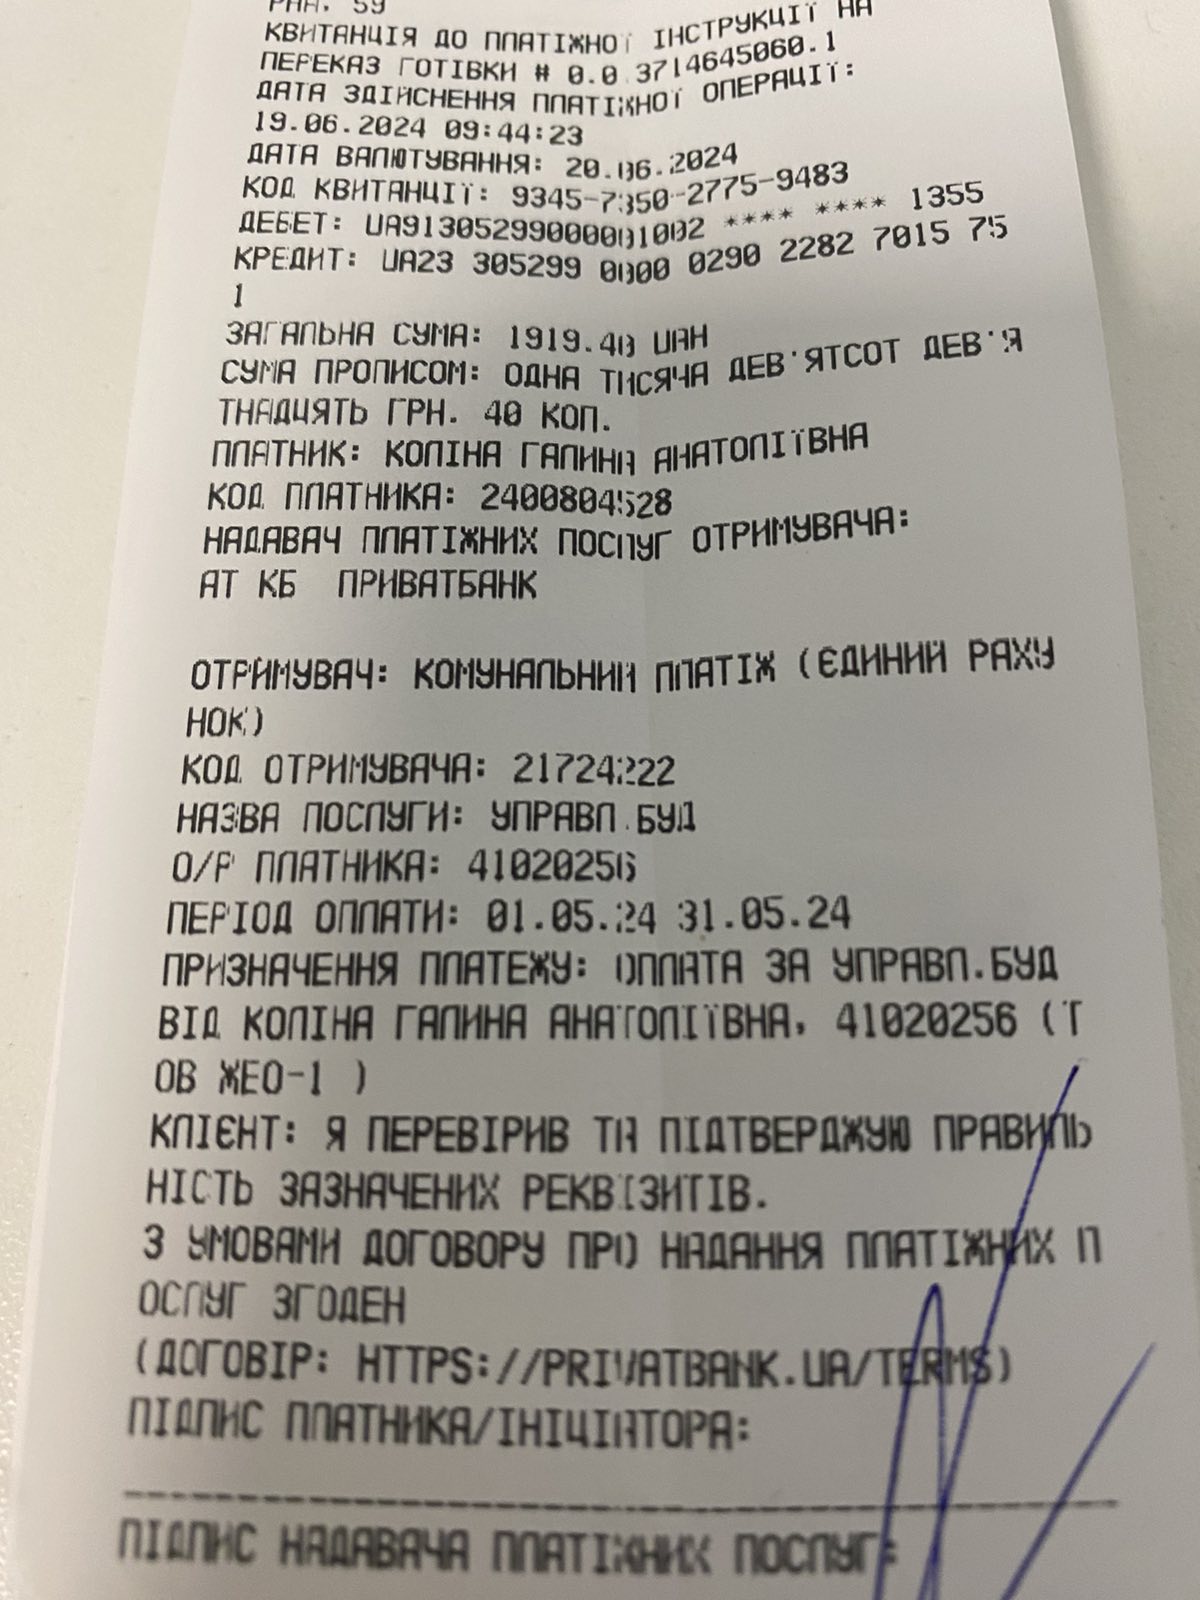 РАН. 59
КВИТАНЦІЯ ДО ПЛАТІЖНОЇ ІНСТРУКЦІЇ НА
ПЕРЕКАЗ ГОТІВКИ # 0.0.3714645060.1
ДАТА ЗДІЙСНЕННЯ ПЛАТІЖНОЇ ОПЕРАЦІЇ:
19.06.2024 09:44:23
ДАТА ВАЛЮТУВАННЯ: 20.06.2024
КОД КВИТАНЦІЇ: 9345-7350-2775-9483
ДЕБЕТ: UA91305299000001002 **** **** 1355
КРЕДИТ: UA23 305299 0000 0290 2282 7015 75
1
ЗАГАЛЬНА СУМА: 1919.40 UAH
СУМА ПРОПИСОМ: ОДНА ТИСЯЧА ДЕВ'ЯТСОТ ДЕВ'Я
ТНАДЦЯТЬ ГРН. 40 КОП.
ПЛАТНИК: КОЛІНА ГАЛИНА АНАТОЛІЇВНА
КОД ПЛАТНИКА: 2400804528
НАДАВАЧ ПЛАТІЖНИХ ПОСЛУГ ОТРИМУВАЧА:
АТ КБ ПРИВАТБАНК
ОТРИМУВАЧ: КОМУНАЛЬНИЙ ПЛАТІЖ (ЄДИНИЙ РАХУ
НОК)
КОД ОТРИМУВАЧА: 21724222
НАЗВА ПОСЛУГИ: УПРАВЛ.БУД
О/Р ПЛАТНИКА: 41020256
ПЕРІОД ОПЛАТИ: 01.05.24 31.05.24
ПРИЗНАЧЕННЯ ПЛАТЕЖУ: ОПЛАТА ЗА УПРАВЛ.БУД
ВІД КОЛІНА ГАЛИНА АНАТОЛІЇВНА, 41020256 (Т
ОВ ЖЕО-1 )
КЛІЄНТ: Я ПЕРЕВІРИВ ТА ПІДТВЕРДЖУЮ ПРАВИЛЬ
НІСТЬ ЗАЗНАЧЕНИХ РЕКВІЗИТІВ.
З УМОВАМИ ДОГОВОРУ ПРО НАДАННЯ ПЛАТІЖНИХ П
ОСЛУГ ЗГОДЕН
(ДОГОВІР: HTTPS://PRIVATBANK.UA/TERMS)
ПІДПИС ПЛАТНИКА/ІНІЦІАТОРА:
ПІДПИС НАДАВАЧА ПЛАТІЖНИХ ПОСЛУГ: